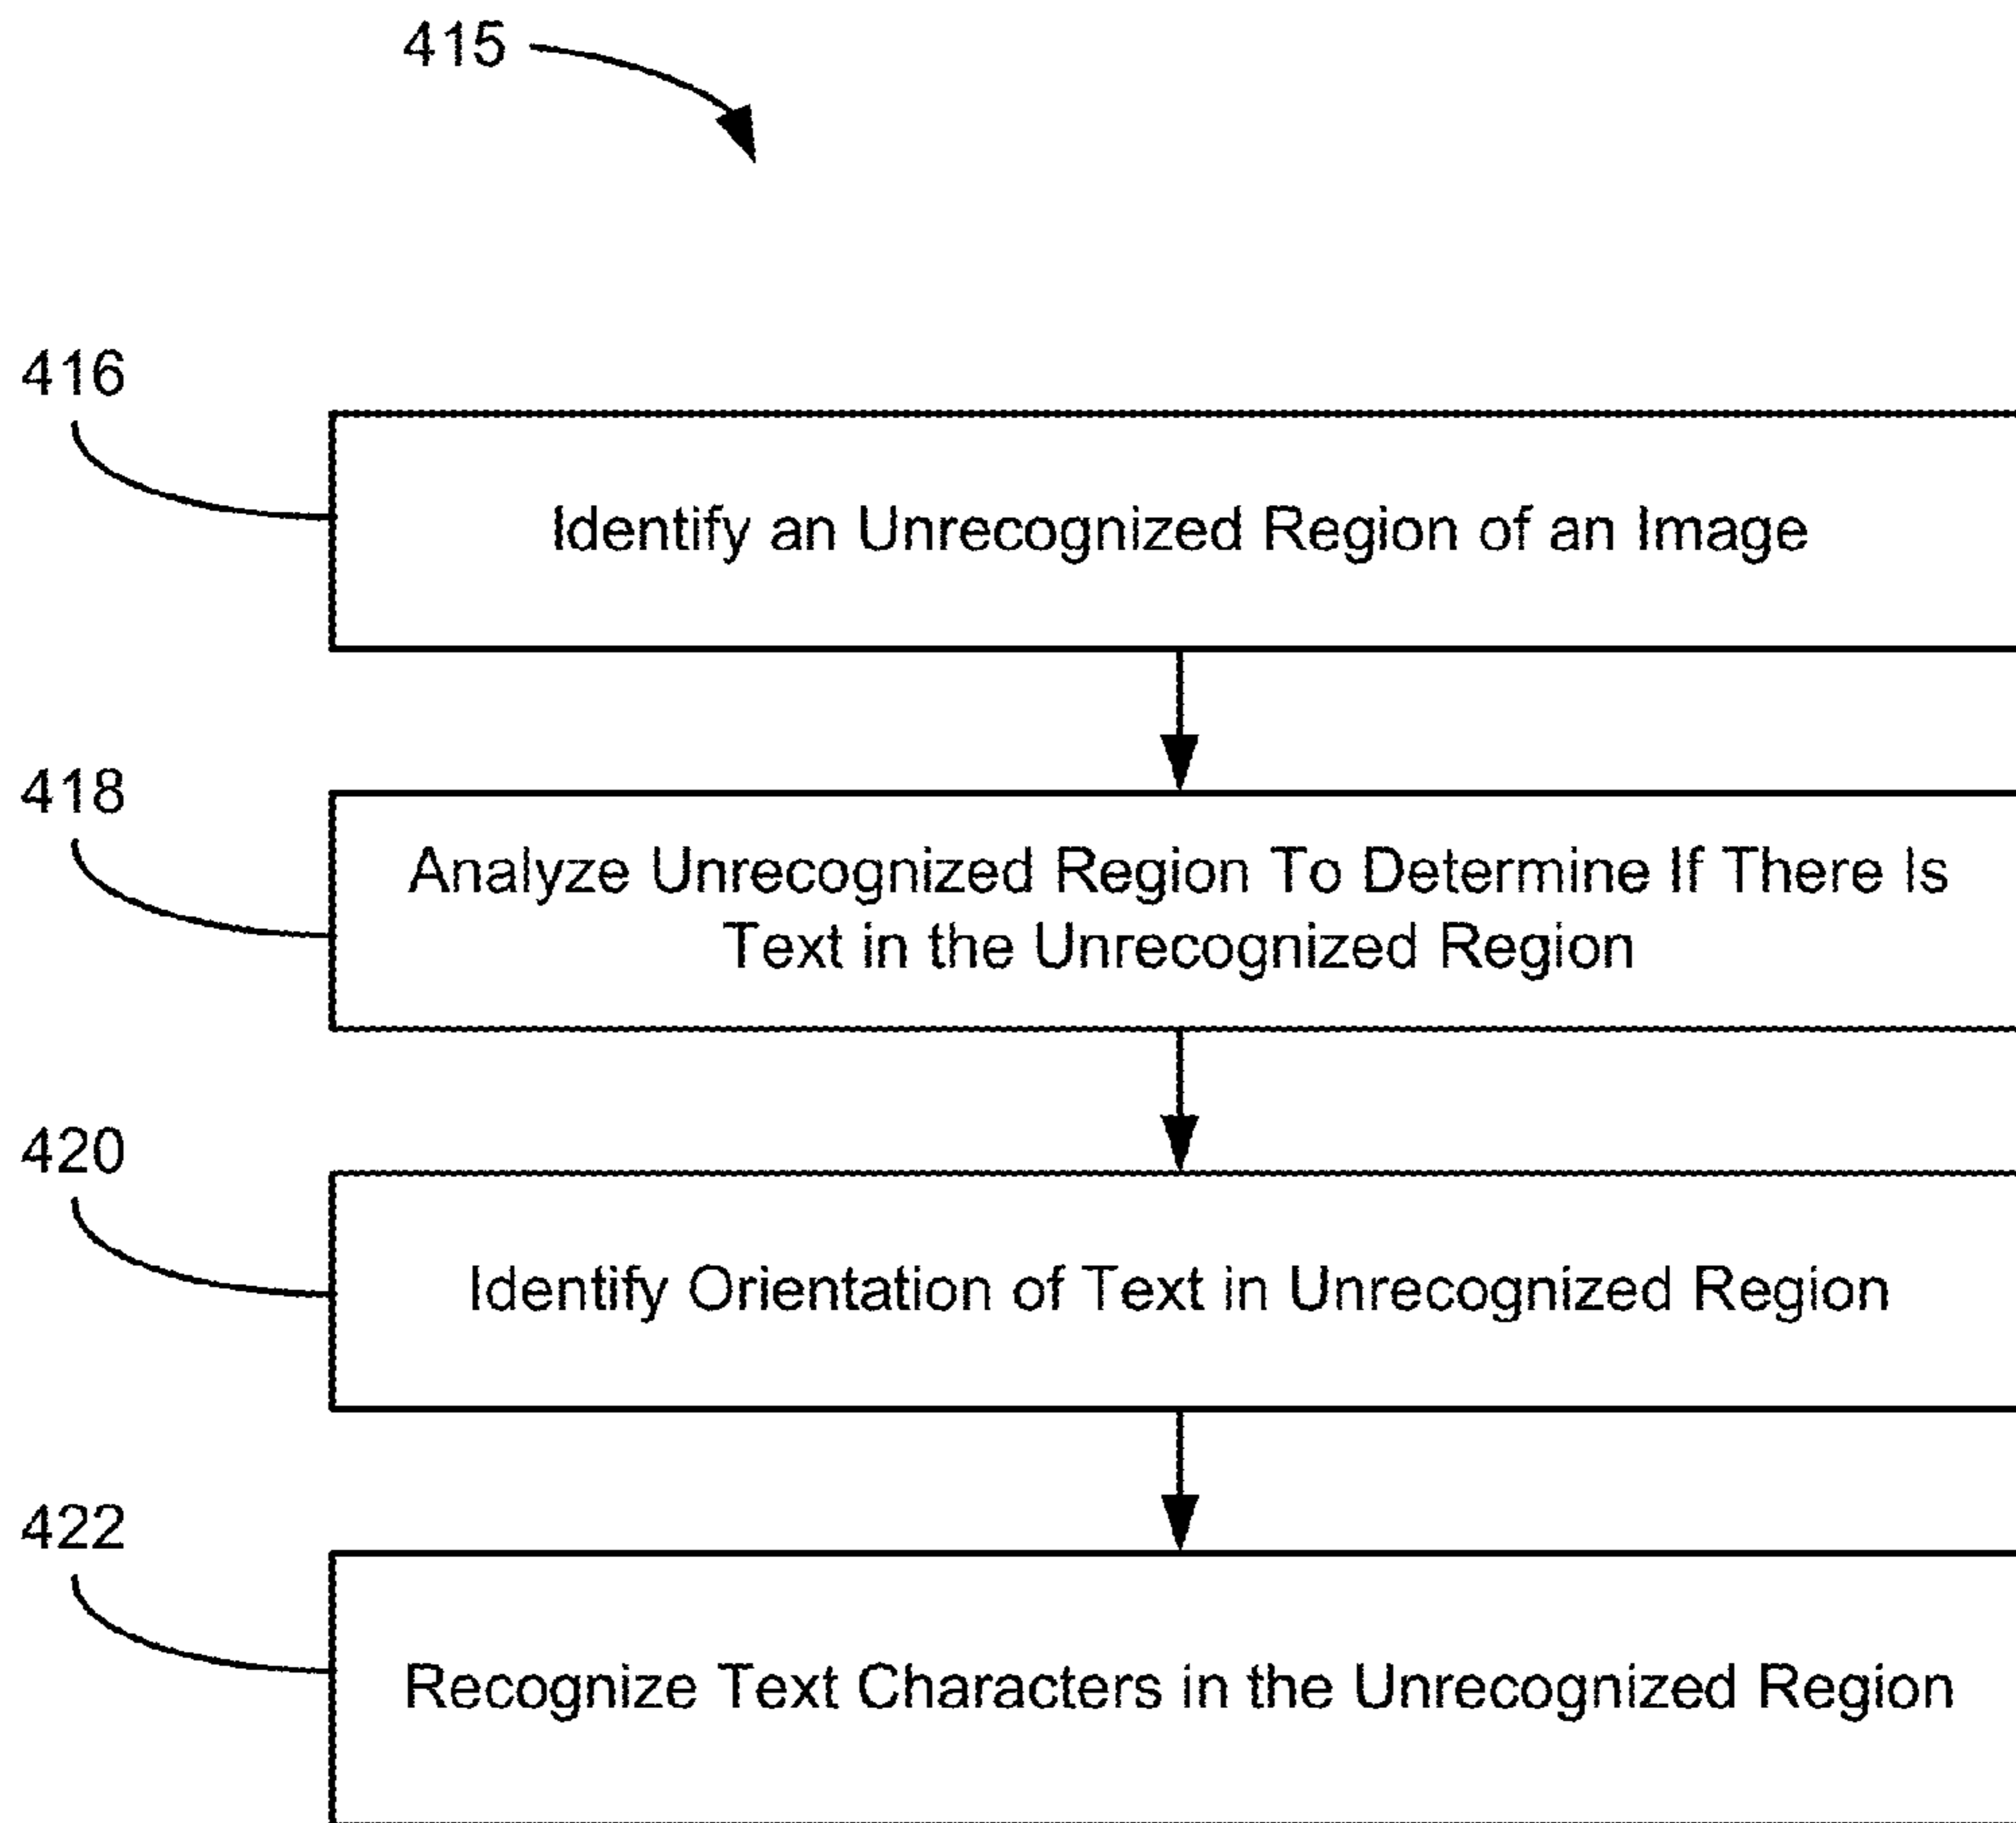 415
416
Identify an Unrecognized Region of an Image
418
Analyze Unrecognized Region To Determine If There Is
Text in the Unrecognized Region
420
Identify Orientation of Text in Unrecognized Region
422
Recognize Text Characters in the Unrecognized Region